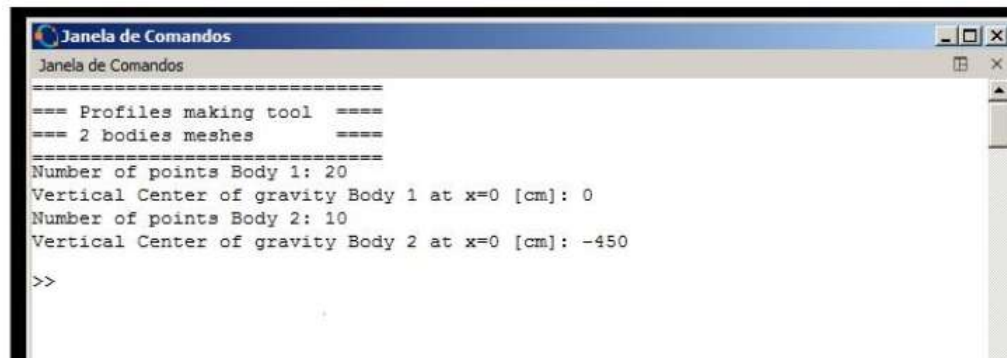 Janela de Comandos
Janela de Comandos
==============================
=== Profiles making tool ====
=== 2 bodies meshes ====
==============================
Number of points Body 1: 20
Vertical Center of gravity Body 1 at x=0 [cm]: 0
Number of points Body 2: 10
Vertical Center of gravity Body 2 at x=0 [cm]: -450
>>